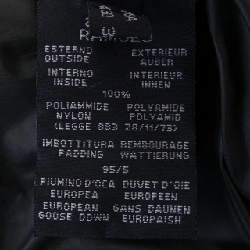 ESTERNO EXTERIEUR
OUTSIDE AUBER
INTERNO INTERIEUR
INSIDE INNEN
100%
POLIAMMIDE POLYAMIDE
NYLON POLYAMID
(LEGGE 883 26/11/73)
IMBOTTITURA REMBOURAGE
PADDING WATTIERUNG
95/5
PIUMINO D'OCA DUVET D'OIE
EUROPEA EUROPEEN
EUROPEAN GANS DAUNEN
GOOSE DOWN EUROPAISH